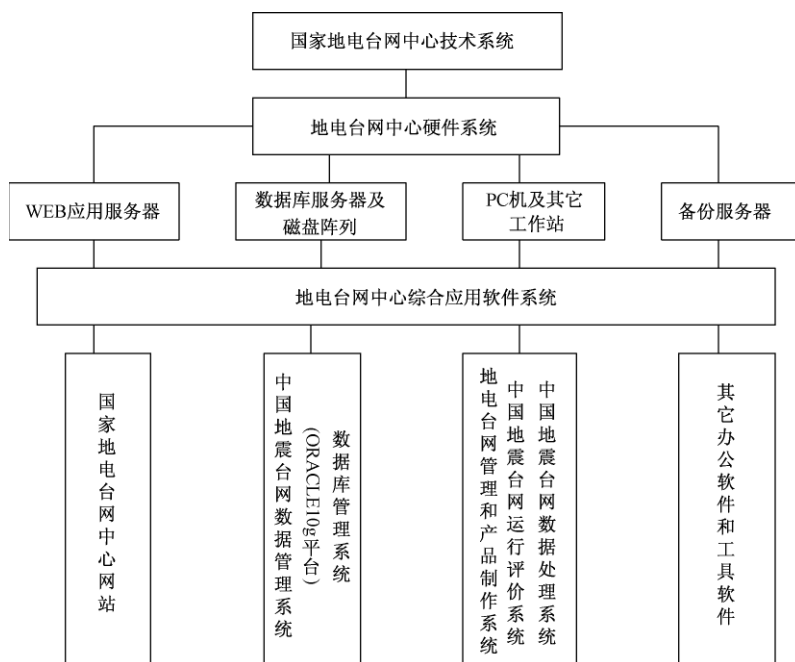 国家地电台网中心技术系统
地电台网中心硬件系统
WEB应用服务器
数据库服务器及
磁盘阵列
PC机及其它
工作站
备份服务器
地电台网中心综合应用软件系统
国家地电台网中心网站
数据库管理系统
(ORACLE10g平台)
中国地震台网数据管理系统
中国地震台网数据处理系统
中国地震台网运行评价系统
地电台网管理和产品制作系统
其它办公软件和工具软件